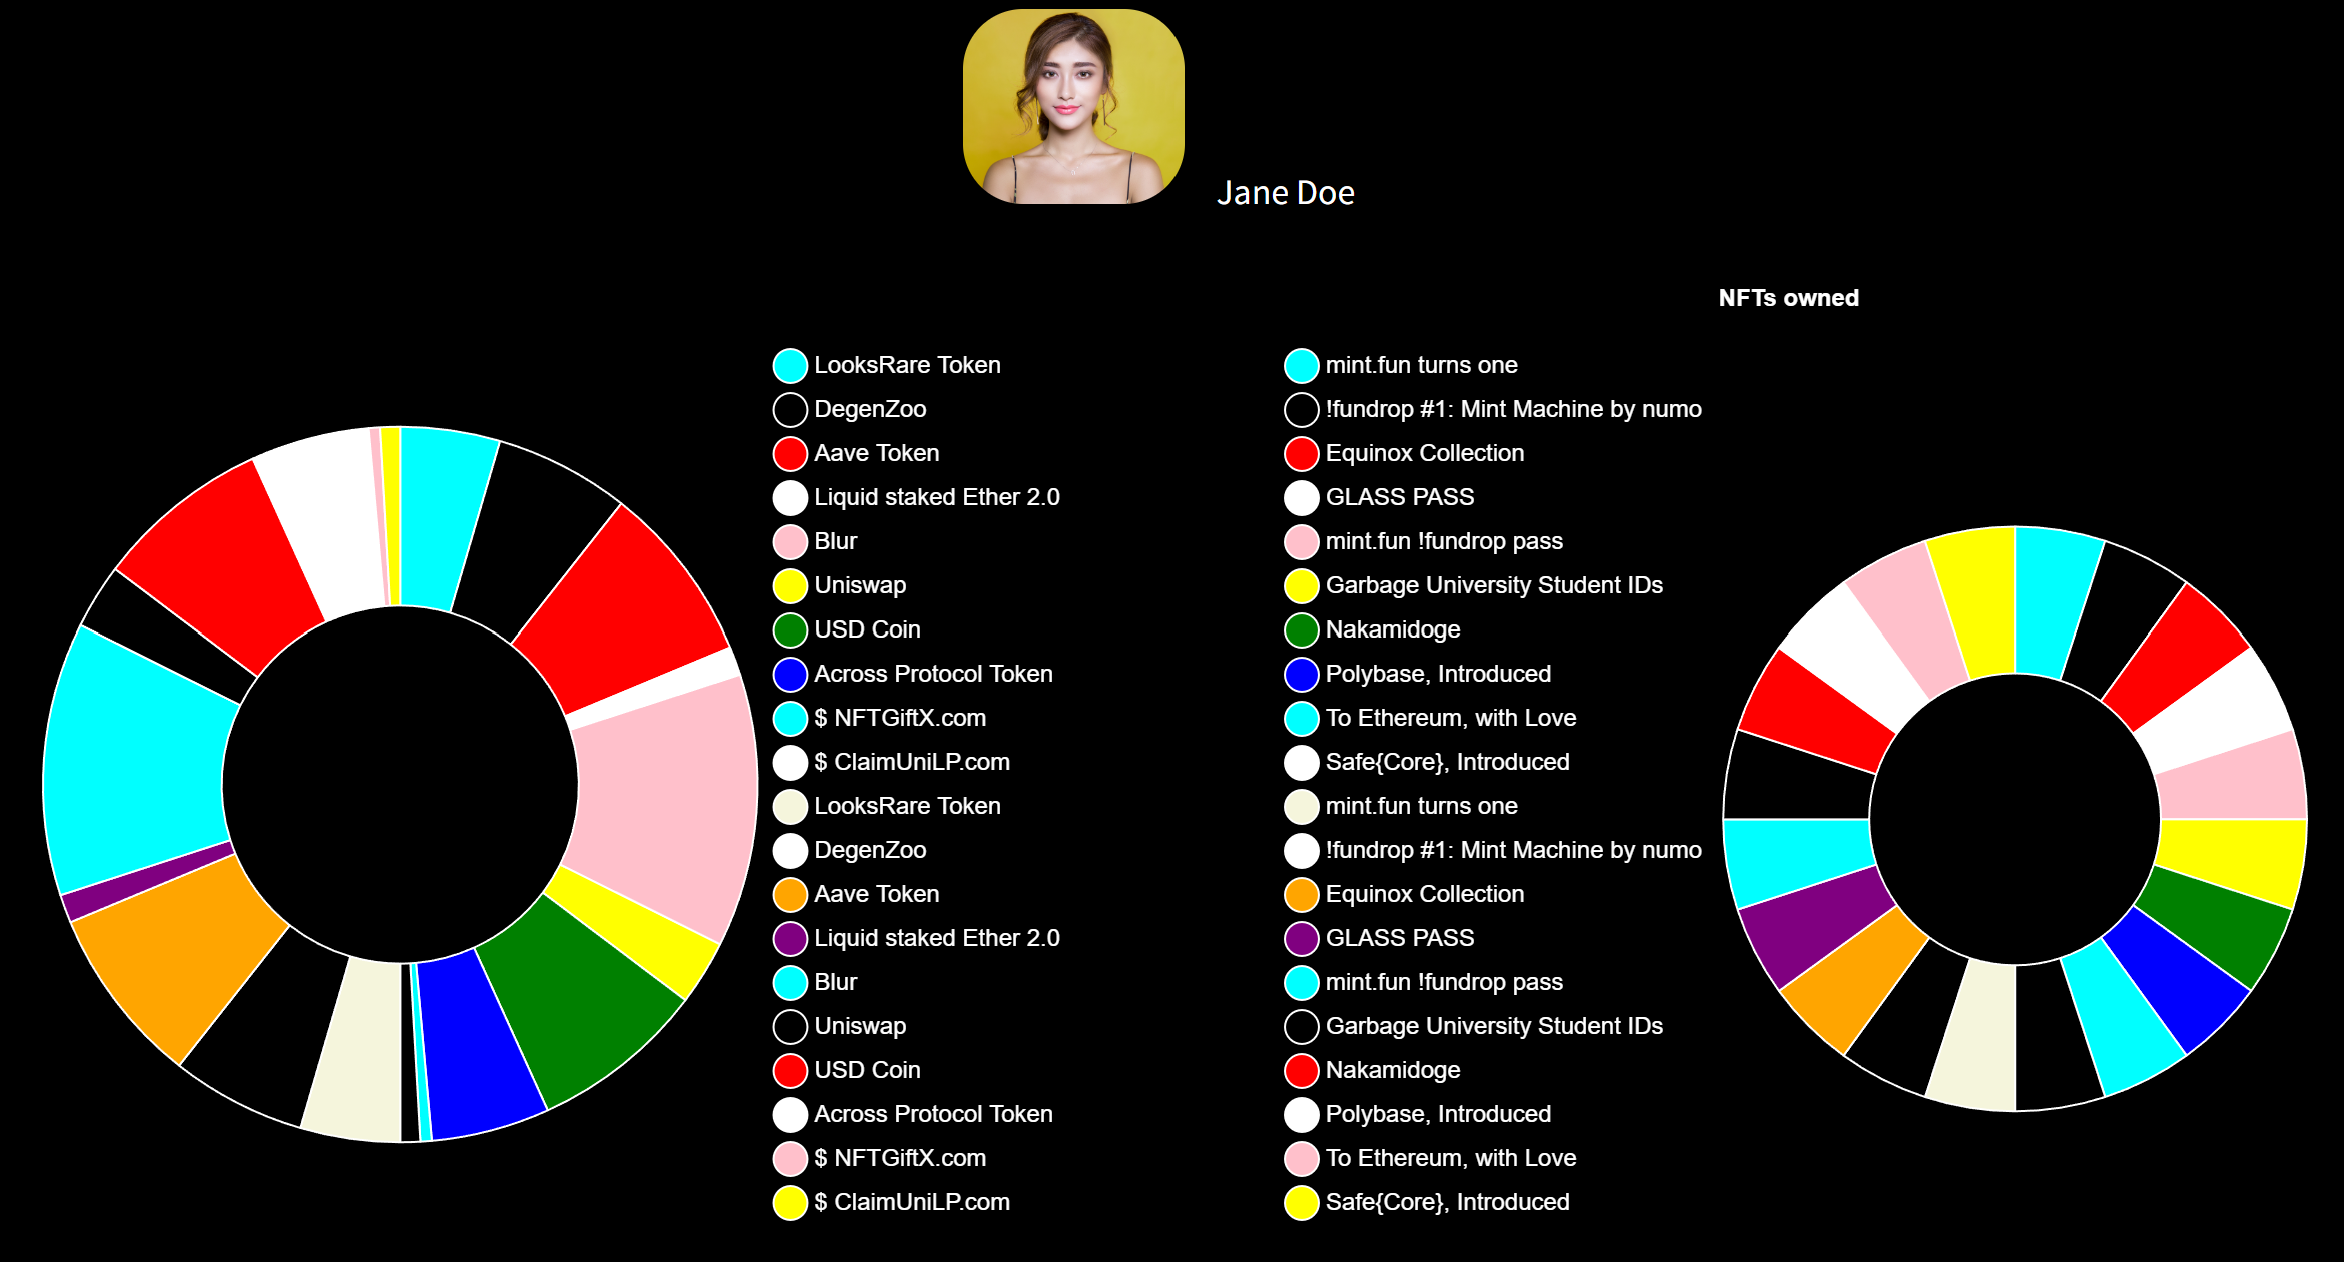 Jane Doe
NFTs owned
LooksRare Token
DegenZoo
Aave Token
Liquid staked Ether 2.0
Blur
Uniswap
USD Coin
Across Protocol Token
$ NFTGiftX.com
$ ClaimUniLP.com
LooksRare Token
DegenZoo
Aave Token
Liquid staked Ether 2.0
Blur
Uniswap
USD Coin
Across Protocol Token
$ NFTGiftX.com
$ ClaimUniLP.com
mint.fun turns one
!fundrop #1: Mint Machine by numo
Equinox Collection
GLASS PASS
mint.fun !fundrop pass
Garbage University Student IDs
Nakamidoge
Polybase, Introduced
To Ethereum, with Love
Safe{Core}, Introduced
mint.fun turns one
!fundrop #1: Mint Machine by numo
Equinox Collection
GLASS PASS
mint.fun !fundrop pass
Garbage University Student IDs
Nakamidoge
Polybase, Introduced
To Ethereum, with Love
Safe{Core}, Introduced